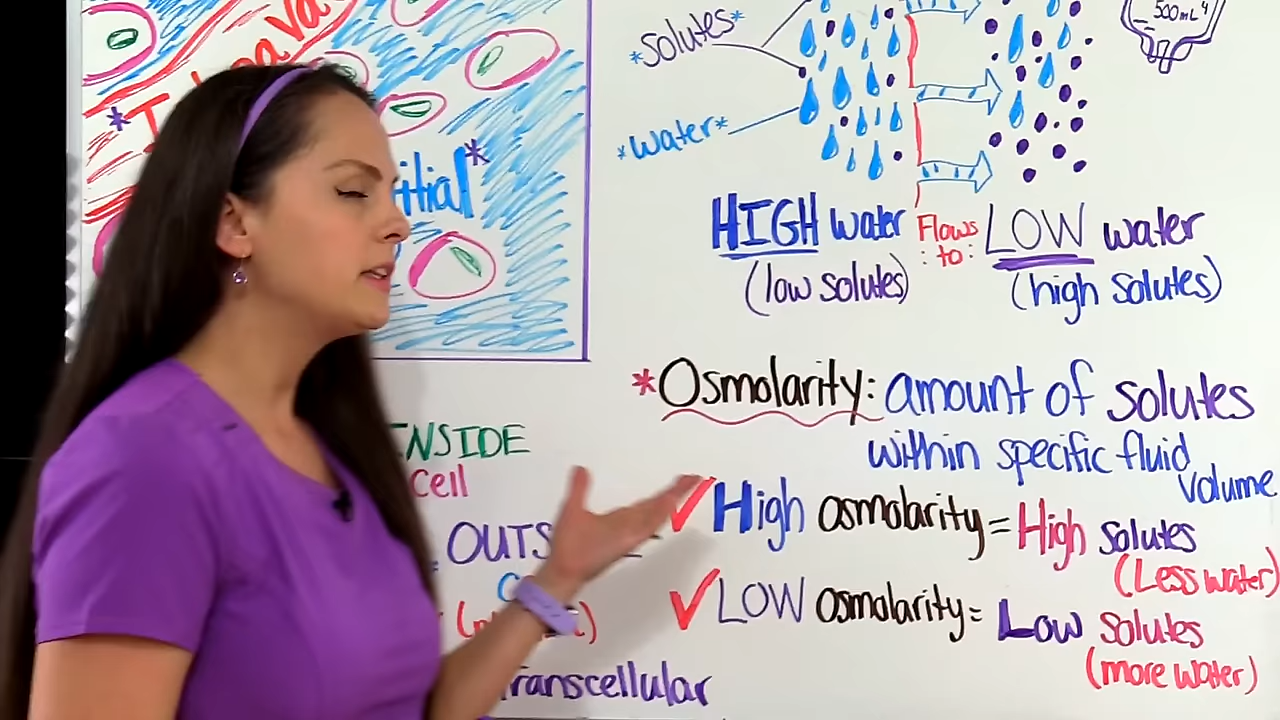 *solutes*
500mL
*water*
HIGH water
Flows
:to:
LOW water
(low solutes)
(high solutes)
*Osmolarity: amount of solutes
within specific fluid
volume
INSIDE
cell
✓High osmolarity = High solutes
(Less water)
OUTS
✓LOW osmolarity = Low solutes
(more water)
Transcellular